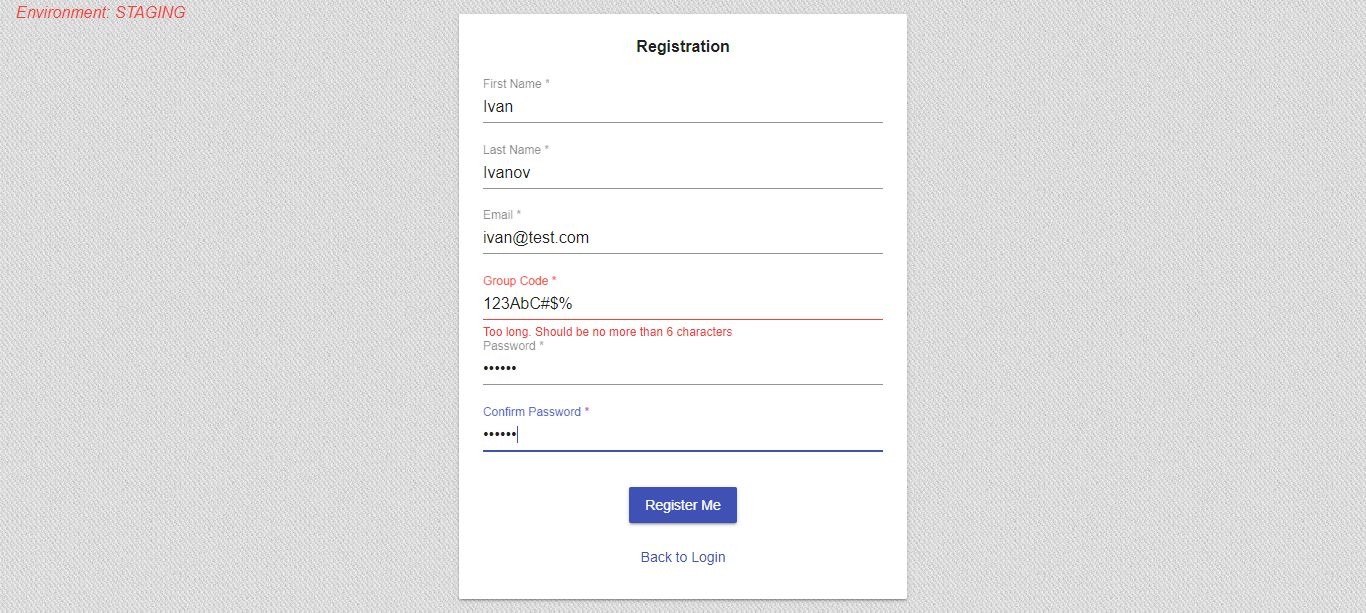 Environment: STAGING
Registration
First Name *
Ivan
Last Name *
Ivanov
Email *
ivan@test.com
Group Code *
123AbC#$%
Too long. Should be no more than 6 characters
Password *
••••••
Confirm Password *
••••••
Register Me
Back to Login